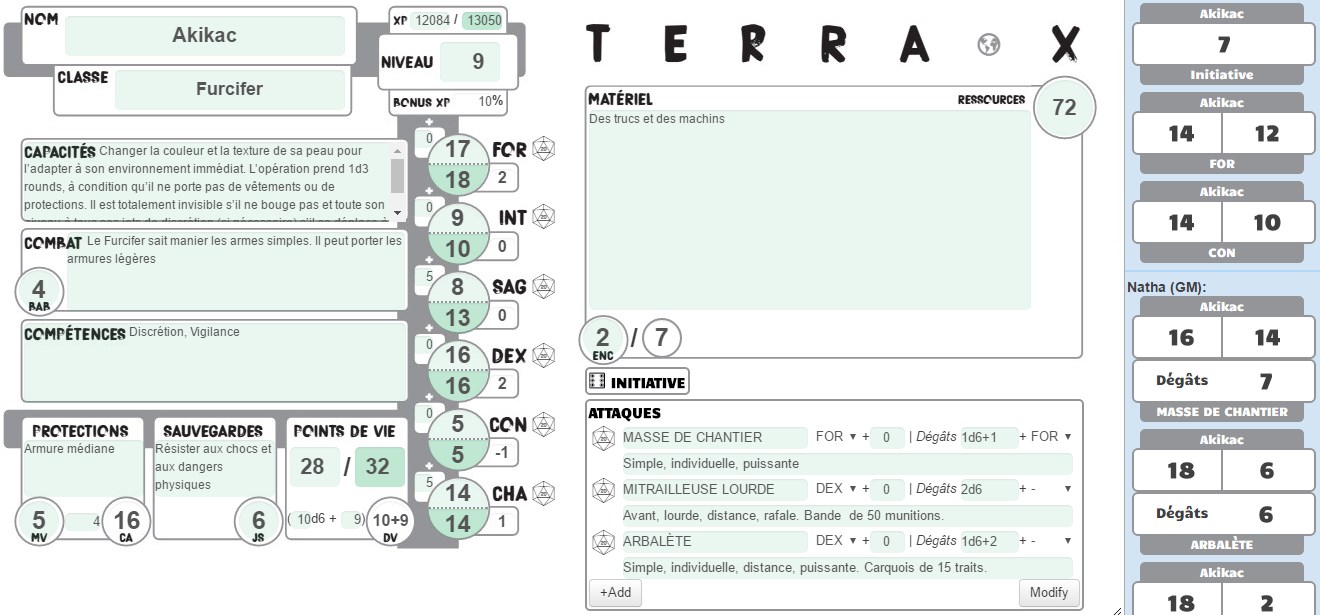 NOM
Akikac
CLASSE
Furcifer
XP 12084 / 13050
NIVEAU 9
BONUS XP 10%
CAPACITÉS Changer la couleur et la texture de sa peau pour
l'adapter à son environnement immédiat. L'opération prend 1d3
rounds, à condition qu'il ne porte pas de vêtements ou de
protections. Il est totalement invisible s'il ne bouge pas et toute son
COMBAT Le Furcifer sait manier les armes simples. Il peut porter les
armures légères
4
BAB
COMPÉTENCES Discrétion, Vigilance
+
0
17
18
FOR
2
+
0
9
10
INT
0
+
5
8
13
SAG
0
+
0
16
16
DEX
2
+
0
5
5
CON
-1
+
5
14
14
CHA
1
PROTECTIONS
Armure médiane
5
MV
4
16
CA
SAUVEGARDES
Résister aux chocs et
aux dangers
physiques
6
JS
POINTS DE VIE
28 / 32
( 10d6 + 9)
10+9
DV
TERRA X
MATÉRIEL
RESSOURCES
72
Des trucs et des machins
2 / 7
ENC
INITIATIVE
ATTAQUES
MASSE DE CHANTIER FOR ▼ + 0 | Dégâts 1d6+1 + FOR ▼
Simple, individuelle, puissante
MITRAILLEUSE LOURDE DEX ▼ + 0 | Dégâts 2d6 + - ▼
Avant, lourde, distance, rafale. Bande de 50 munitions.
ARBALÈTE DEX ▼ + 0 | Dégâts 1d6+2 + - ▼
Simple, individuelle, distance, puissante. Carquois de 15 traits.
+Add
Modify
Akikac
7
Initiative
Akikac
14 12
FOR
Akikac
14 10
CON
Natha (GM):
Akikac
16 14
Dégâts 7
MASSE DE CHANTIER
Akikac
18 6
Dégâts 6
ARBALÈTE
Akikac
18 2